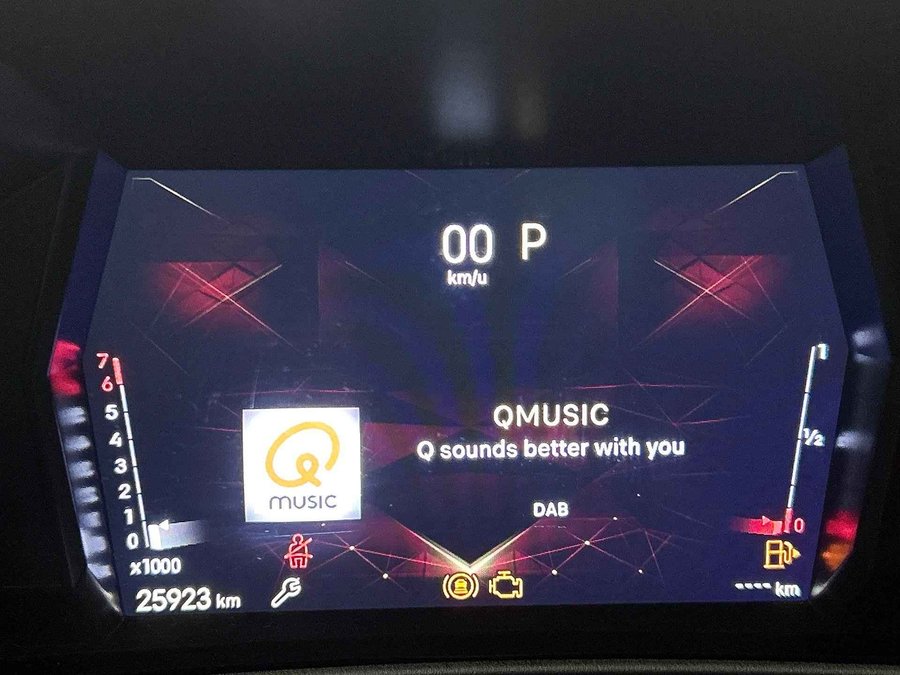 00 P
km/u
7
6
5
4
3
2
1
0
x1000
1
1/2
0
QMUSIC
Q sounds better with you
MUSIC
DAB
25923 km
---- km